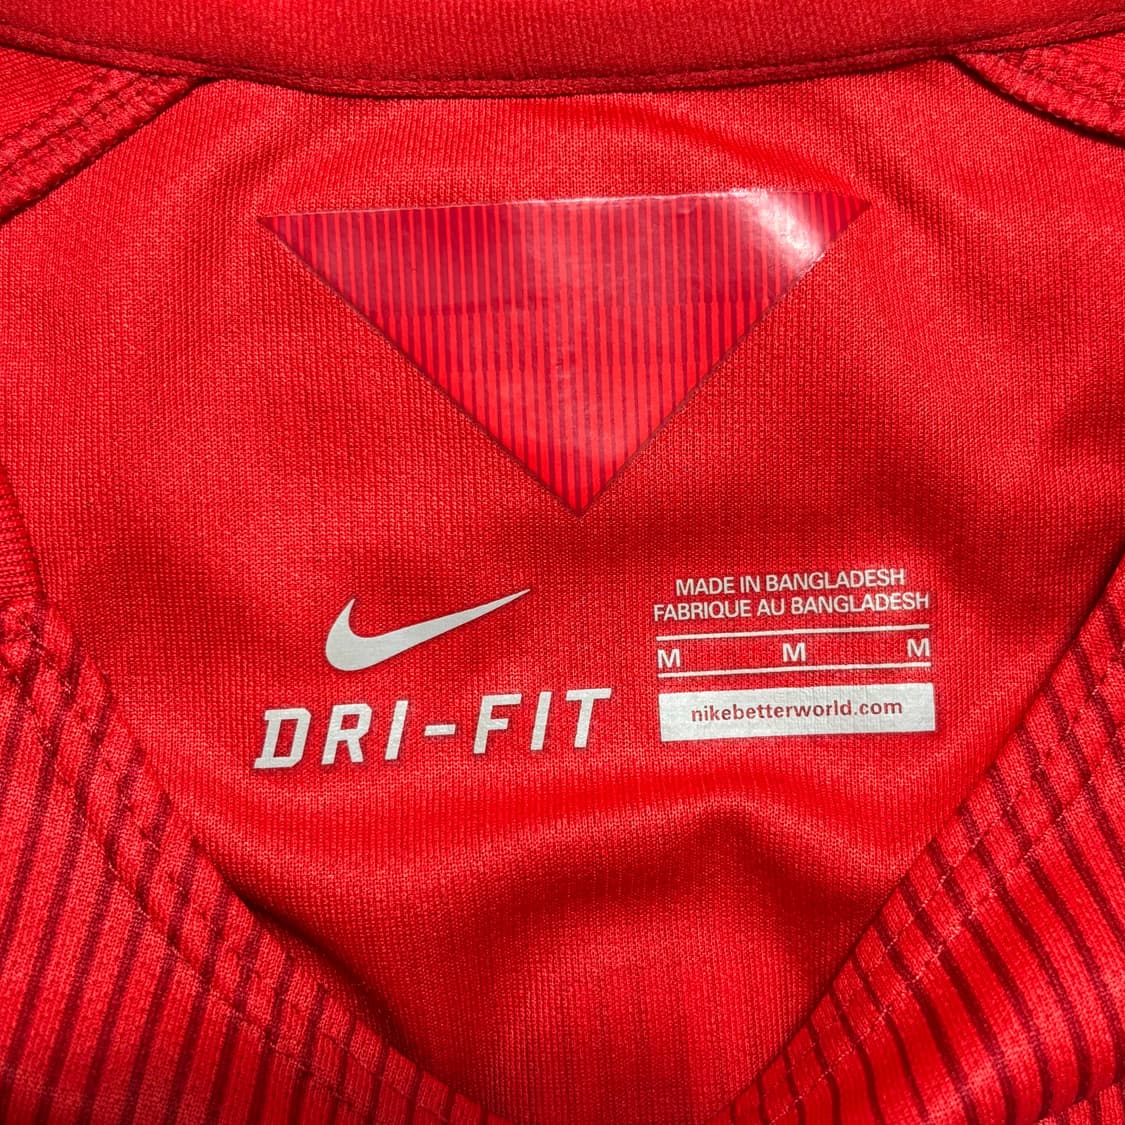 MADE IN BANGLADESH
FABRIQUE AU BANGLADESH
M M M
nikebetterworld.com
DRI-FIT